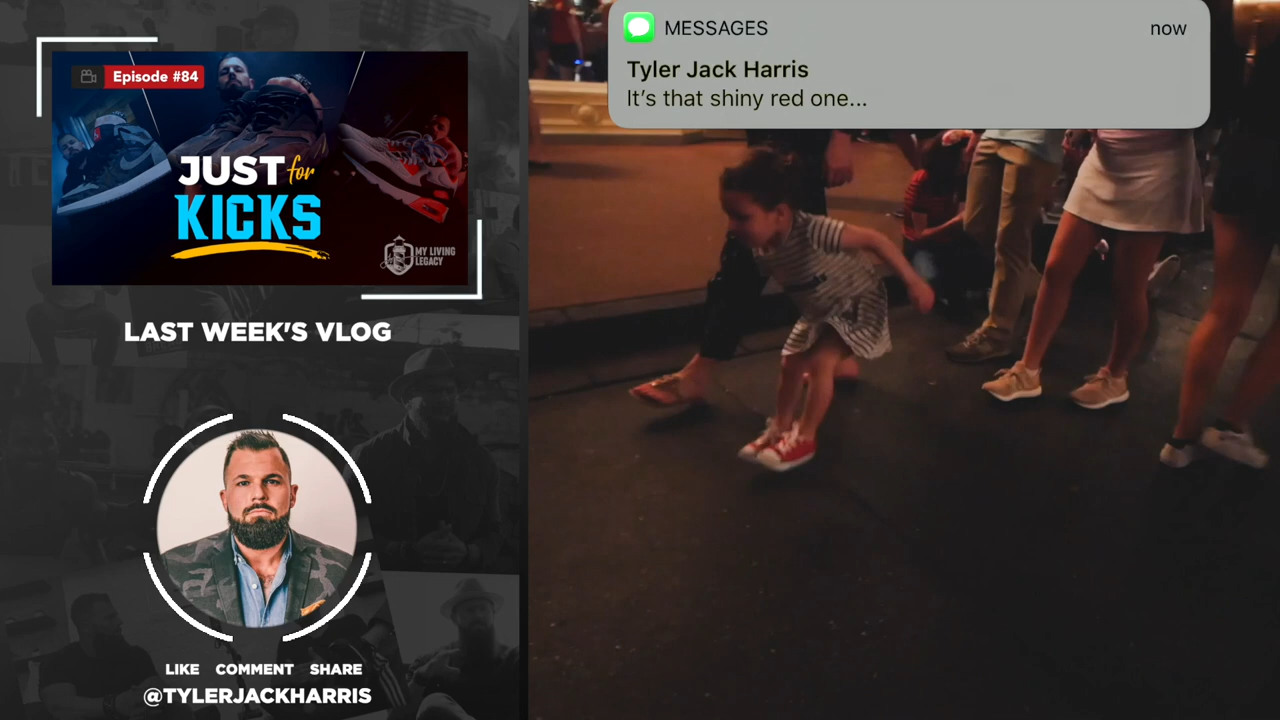 Episode #84
JUST for
KICKS
MY LIVING
LEGACY
LAST WEEK'S VLOG
LIKE COMMENT SHARE
@TYLERJACKHARRIS
MESSAGES
now
Tyler Jack Harris
It’s that shiny red one...